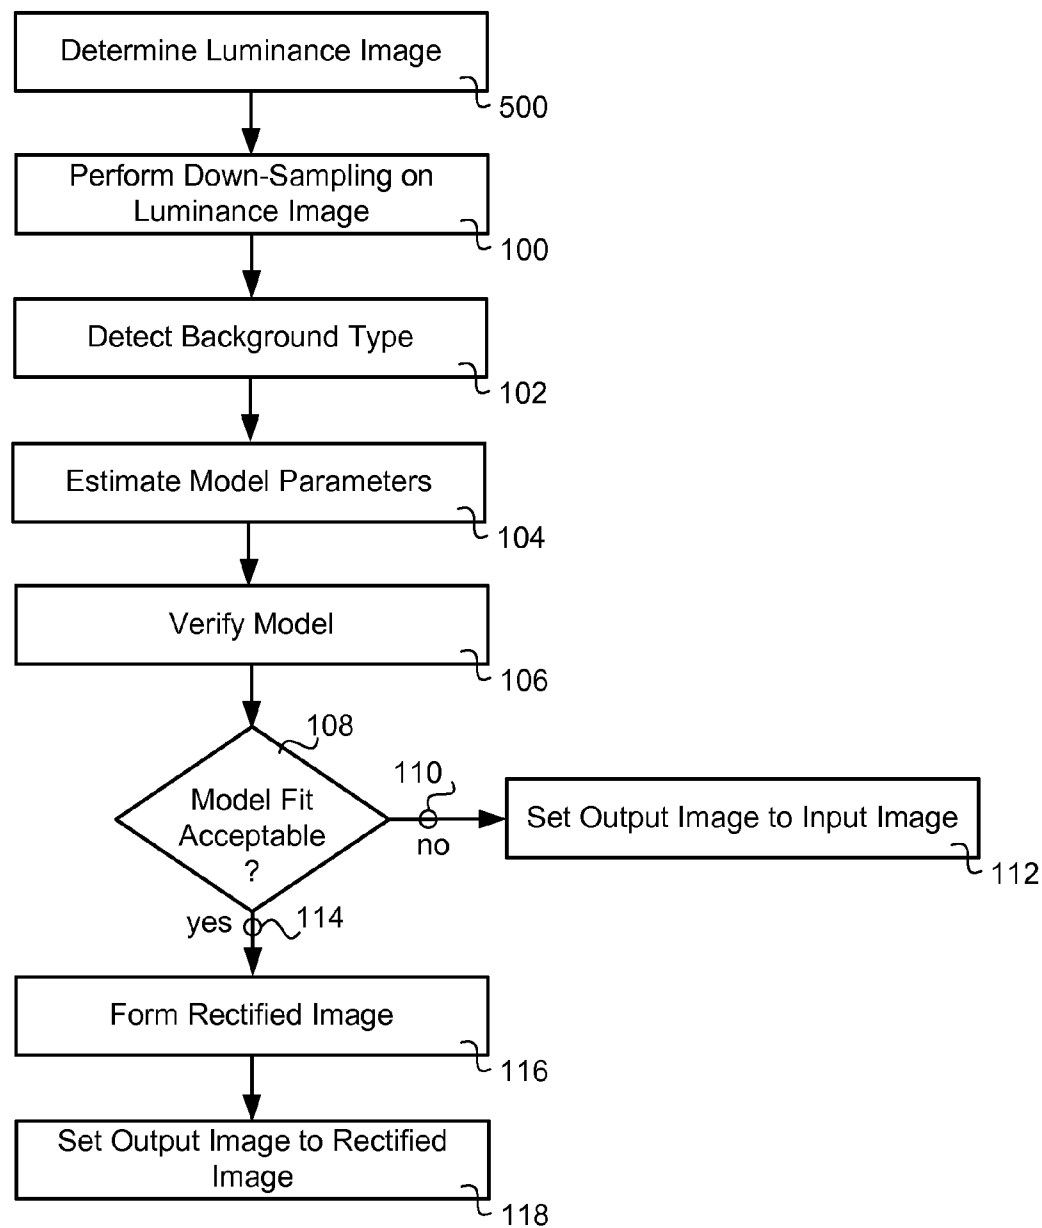 Determine Luminance Image
500
Perform Down-Sampling on
Luminance Image
100
Detect Background Type
102
Estimate Model Parameters
104
Verify Model
106
108
Model Fit
Acceptable
?
110
no
Set Output Image to Input Image
112
yes
114
Form Rectified Image
116
Set Output Image to Rectified
Image
118